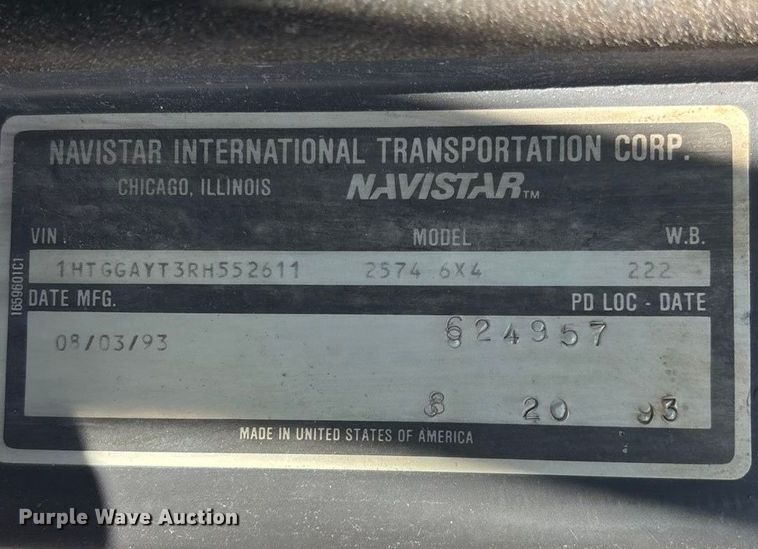 NAVISTAR INTERNATIONAL TRANSPORTATION CORP.
CHICAGO, ILLINOIS NAVISTAR™
VIN MODEL W.B.
1HTGGAYT3RH552611 2574 6X4 222
DATE MFG. PD LOC - DATE
08/03/93 624957
8 20 93
MADE IN UNITED STATES OF AMERICA
1659601C1
Purple Wave Auction